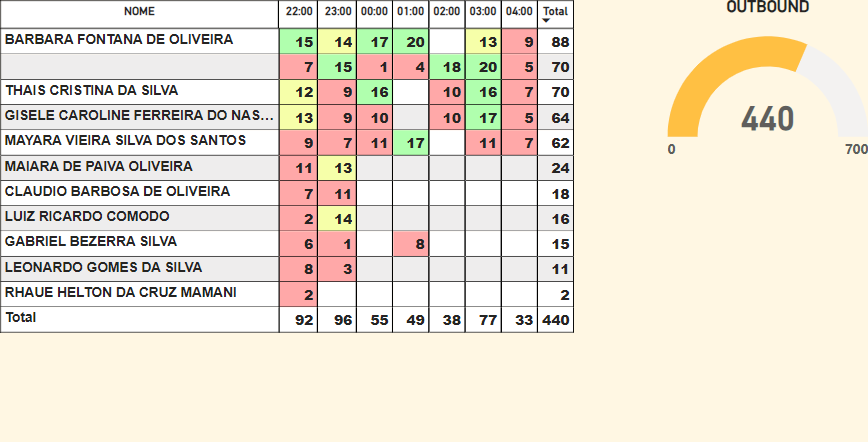 NOME 22:00 23:00 00:00 01:00 02:00 03:00 04:00 Total
BARBARA FONTANA DE OLIVEIRA 15 14 17 20 13 9 88
7 15 1 4 18 20 5 70
THAIS CRISTINA DA SILVA 12 9 16 10 16 7 70
GISELE CAROLINE FERREIRA DO NAS... 13 9 10 10 17 5 64
MAYARA VIEIRA SILVA DOS SANTOS 9 7 11 17 11 7 62
MAIARA DE PAIVA OLIVEIRA 11 13 24
CLAUDIO BARBOSA DE OLIVEIRA 7 11 18
LUIZ RICARDO COMODO 2 14 16
GABRIEL BEZERRA SILVA 6 1 8 15
LEONARDO GOMES DA SILVA 8 3 11
RHAUE HELTON DA CRUZ MAMANI 2 2
Total 92 96 55 49 38 77 33 440
OUTBOUND
440
0 700